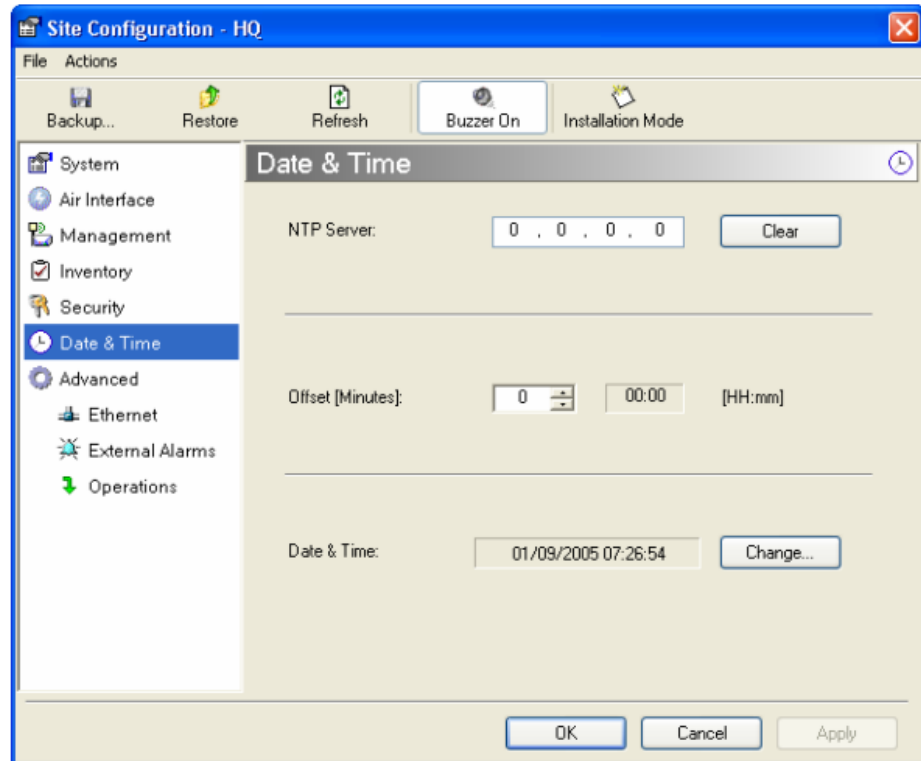 Site Configuration - HQ
File Actions
Backup... Restore Refresh Buzzer On Installation Mode
System
Air Interface
Management
Inventory
Security
Date & Time
Advanced
Ethernet
External Alarms
Operations
Date & Time
NTP Server: 0 . 0 . 0 . 0 Clear
Offset [Minutes]: 0 00:00 [HH:mm]
Date & Time: 01/09/2005 07:26:54 Change...
OK Cancel Apply